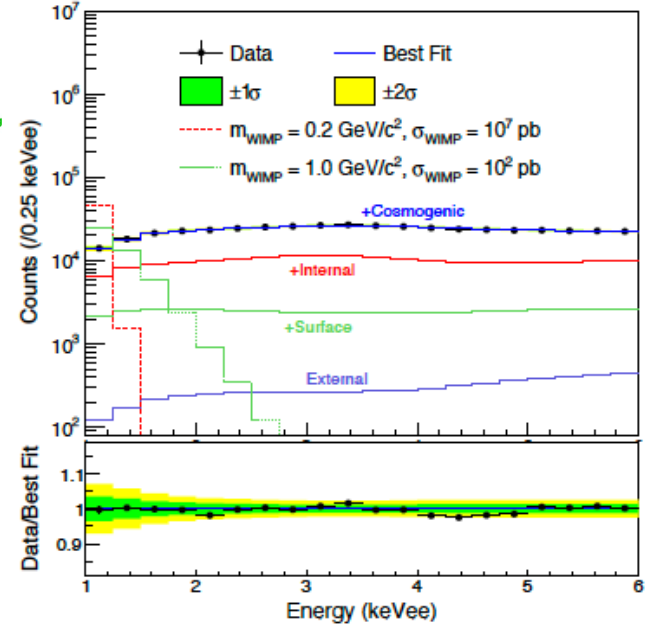 10⁷
10⁶
10⁵
10⁴
10³
10²
Counts (/0.25 keVee)
Data
Best Fit
±1σ
±2σ
m_WIMP = 0.2 GeV/c², σ_WIMP = 10⁷ pb
m_WIMP = 1.0 GeV/c², σ_WIMP = 10² pb
+Cosmogenic
+Internal
+Surface
External
Data/Best Fit
1.1
1
0.9
1 2 3 4 5 6
Energy (keVee)